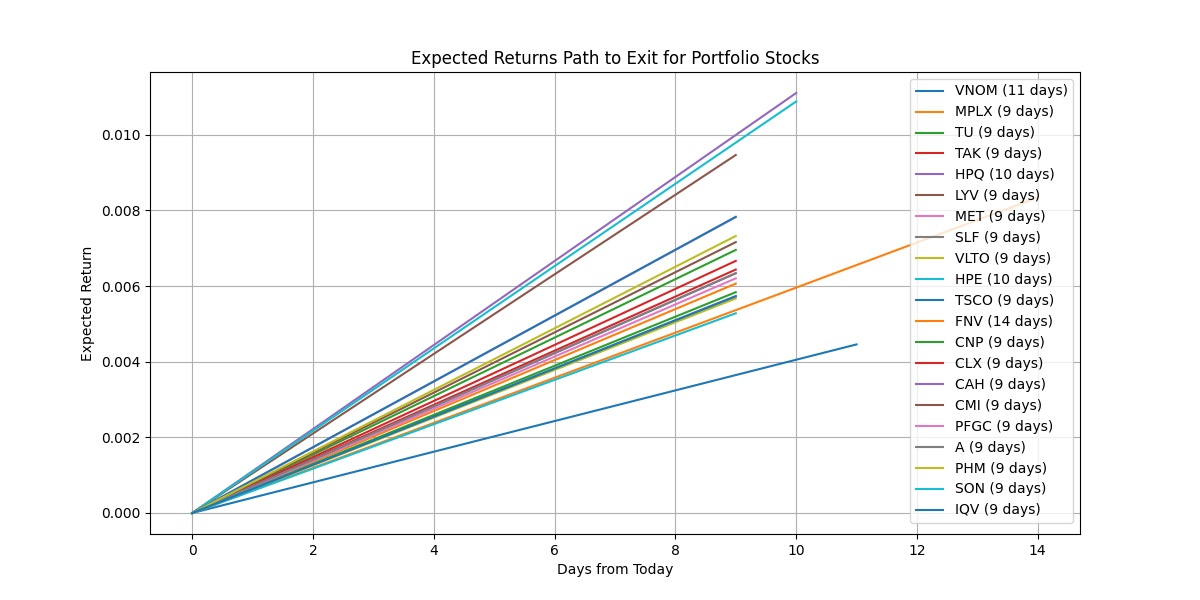 Expected Returns Path to Exit for Portfolio Stocks
Expected Return
0.010
0.008
0.006
0.004
0.002
0.000
0 2 4 6 8 10 12 14
Days from Today
VNOM (11 days)
MPLX (9 days)
TU (9 days)
TAK (9 days)
HPQ (10 days)
LYV (9 days)
MET (9 days)
SLF (9 days)
VLTO (9 days)
HPE (10 days)
TSCO (9 days)
FNV (14 days)
CNP (9 days)
CLX (9 days)
CAH (9 days)
CMI (9 days)
PFGC (9 days)
A (9 days)
PHM (9 days)
SON (9 days)
IQV (9 days)